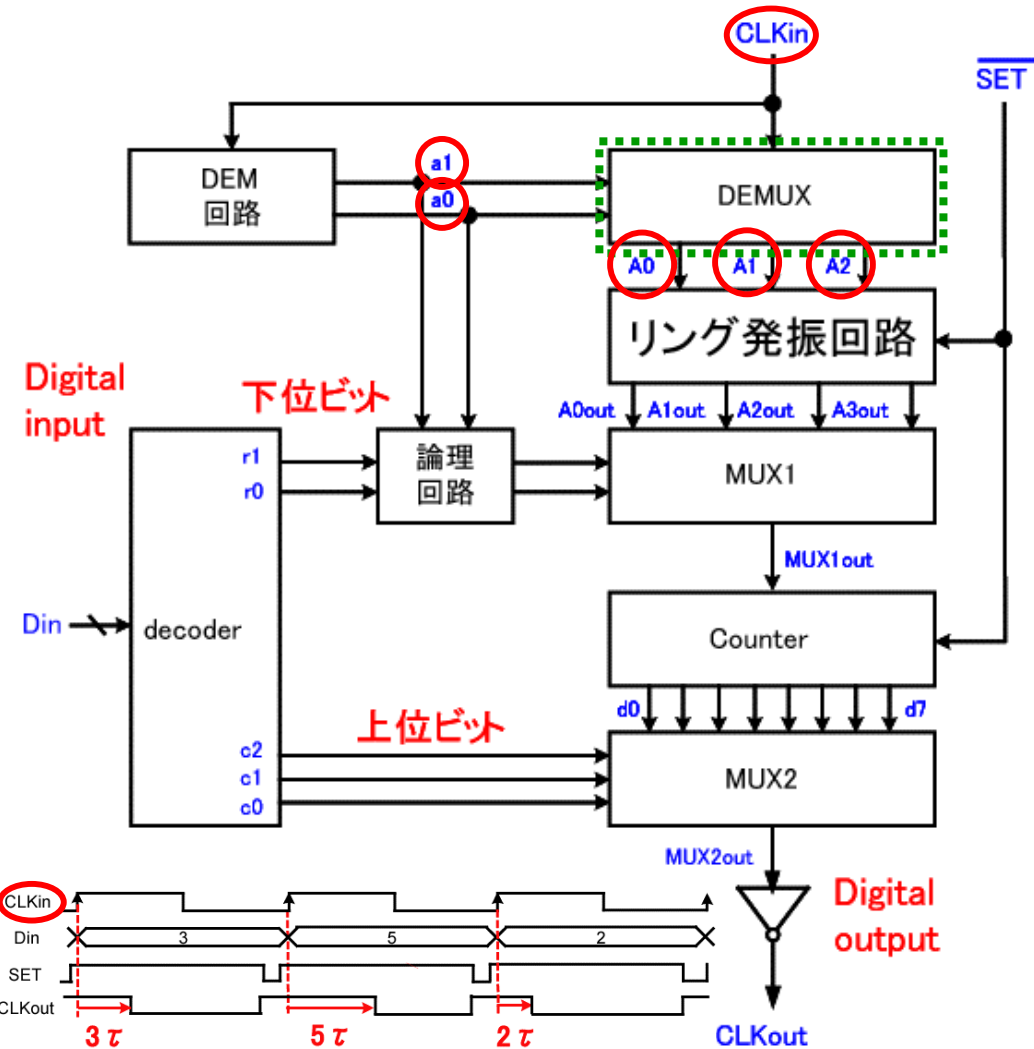 CLKin
SET
DEM
回路
a1
a0
DEMUX
A0
A1
A2
リング発振回路
Digital
input
下位ビット
A0out
A1out
A2out
A3out
r1
r0
論理
回路
MUX1
MUX1out
Din
decoder
Counter
d0
d7
上位ビット
c2
c1
c0
MUX2
MUX2out
Digital
output
CLKout
CLKin
Din
3
5
2
SET
CLKout
3τ
5τ
2τ